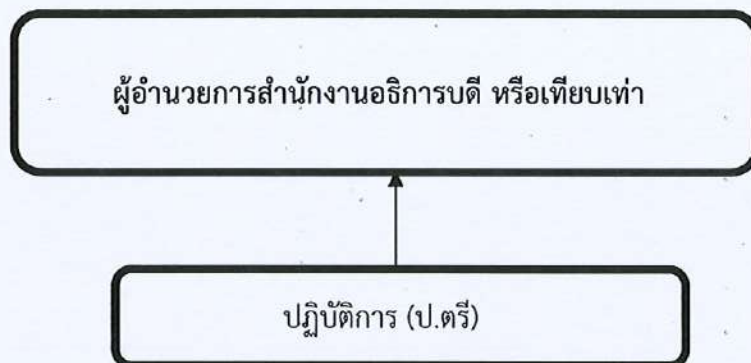 ผู้อำนวยการสำนักงานอธิการบดี หรือเทียบเท่า
ปฏิบัติการ (ป.ตรี)